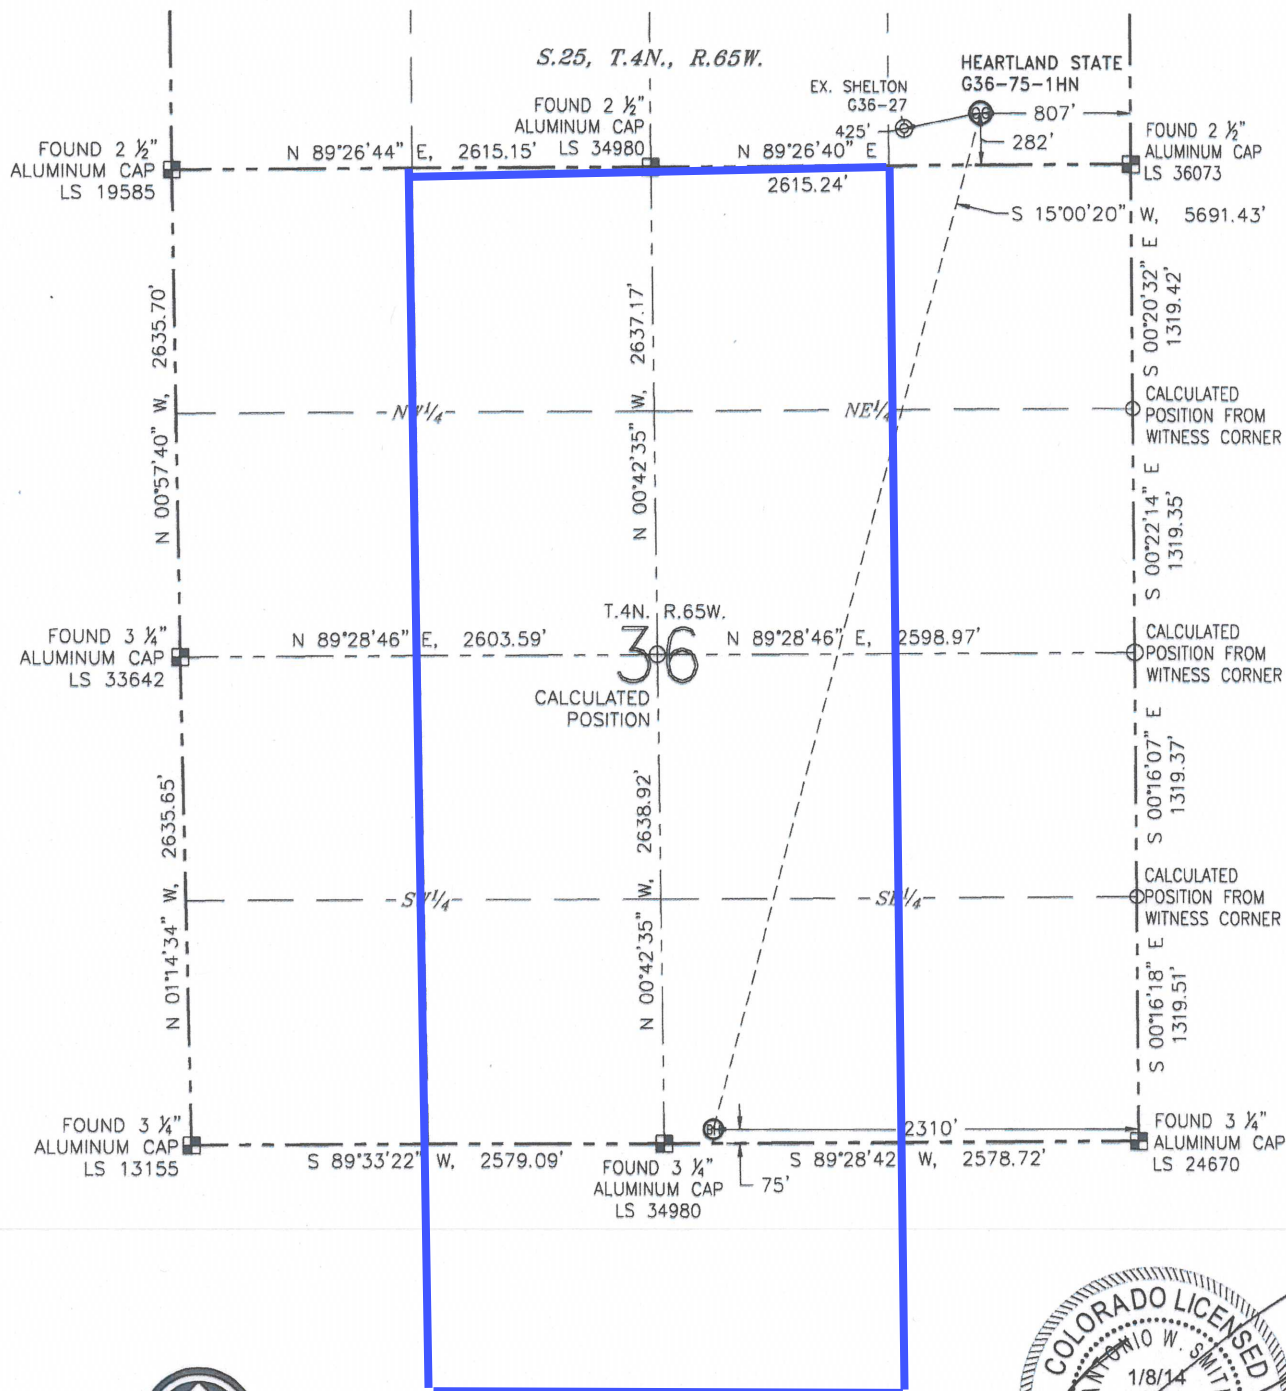 S.25, T.4N., R.65W.
HEARTLAND STATE
G36-75-1HN
EX. SHELTON
G36-27
425'
807'
282'
FOUND 2 ½"
ALUMINUM CAP
LS 19585
N 89°26'44" E, 2615.15'
FOUND 2 ½"
ALUMINUM CAP
LS 34980
N 89°26'40" E
2615.24'
FOUND 2 ½"
ALUMINUM CAP
LS 36073
S 15°00'20" W, 5691.43'
N 00°57'40" W, 2635.70'
N 00°42'35" W, 2637.17'
S 00°20'32" E
1319.42'
NW¼
NE¼
CALCULATED
POSITION FROM
WITNESS CORNER
S 00°22'14" E
1319.35'
FOUND 3 ¼"
ALUMINUM CAP
LS 33642
N 89°28'46" E, 2603.59'
T.4N. R.65W.
36
CALCULATED
POSITION
N 89°28'46" E, 2598.97'
CALCULATED
POSITION FROM
WITNESS CORNER
N 01°14'34" W, 2635.65'
N 00°42'35" W, 2638.92'
S 00°16'07" E
1319.37'
SW¼
SE¼
CALCULATED
POSITION FROM
WITNESS CORNER
S 00°16'18" E
1319.51'
FOUND 3 ¼"
ALUMINUM CAP
LS 13155
S 89°33'22" W, 2579.09'
FOUND 3 ¼"
ALUMINUM CAP
LS 34980
BH
2310'
75'
S 89°28'42" W, 2578.72'
FOUND 3 ¼"
ALUMINUM CAP
LS 24670
COLORADO LICENSED
ANTONIO W. SMITH
1/8/14